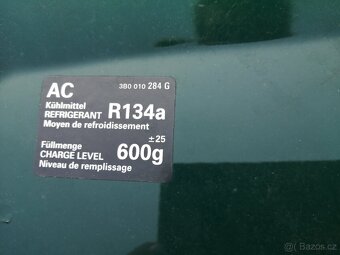 AC 3B0 010 284 G
Kühlmittel
REFRIGERANT R134a
Moyen de refroidissement
±25
Füllmenge
CHARGE LEVEL 600g
Niveau de remplissage
bazos.cz